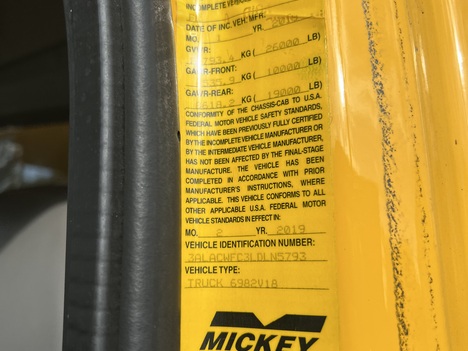 INCOMPLETE VEHICLE
DATE OF INC. VEH. MFR.
MO. 1 YR. 2019
GVWR:
KG ( 26000 LB)
GAWR-FRONT:
KG ( 10000 LB)
GAWR-REAR:
KG ( 19000 LB)
CONFORMITY OF THE CHASSIS-CAB TO U.S.A.
FEDERAL MOTOR VEHICLE SAFETY STANDARDS,
WHICH HAVE BEEN PREVIOUSLY FULLY CERTIFIED
BY THE INCOMPLETE VEHICLE MANUFACTURER OR
BY THE INTERMEDIATE VEHICLE MANUFACTURER,
HAS NOT BEEN AFFECTED BY THE FINAL-STAGE
MANUFACTURE. THE VEHICLE HAS BEEN
COMPLETED IN ACCORDANCE WITH PRIOR
MANUFACTURER'S INSTRUCTIONS, WHERE
APPLICABLE. THIS VEHICLE CONFORMS TO ALL
OTHER APPLICABLE U.S.A. FEDERAL MOTOR
VEHICLE STANDARDS IN EFFECT IN:
MO. 2 YR. 2019
VEHICLE IDENTIFICATION NUMBER:
3ALACWFC3LDLN5793
VEHICLE TYPE:
TRUCK 6982V18
MICKEY